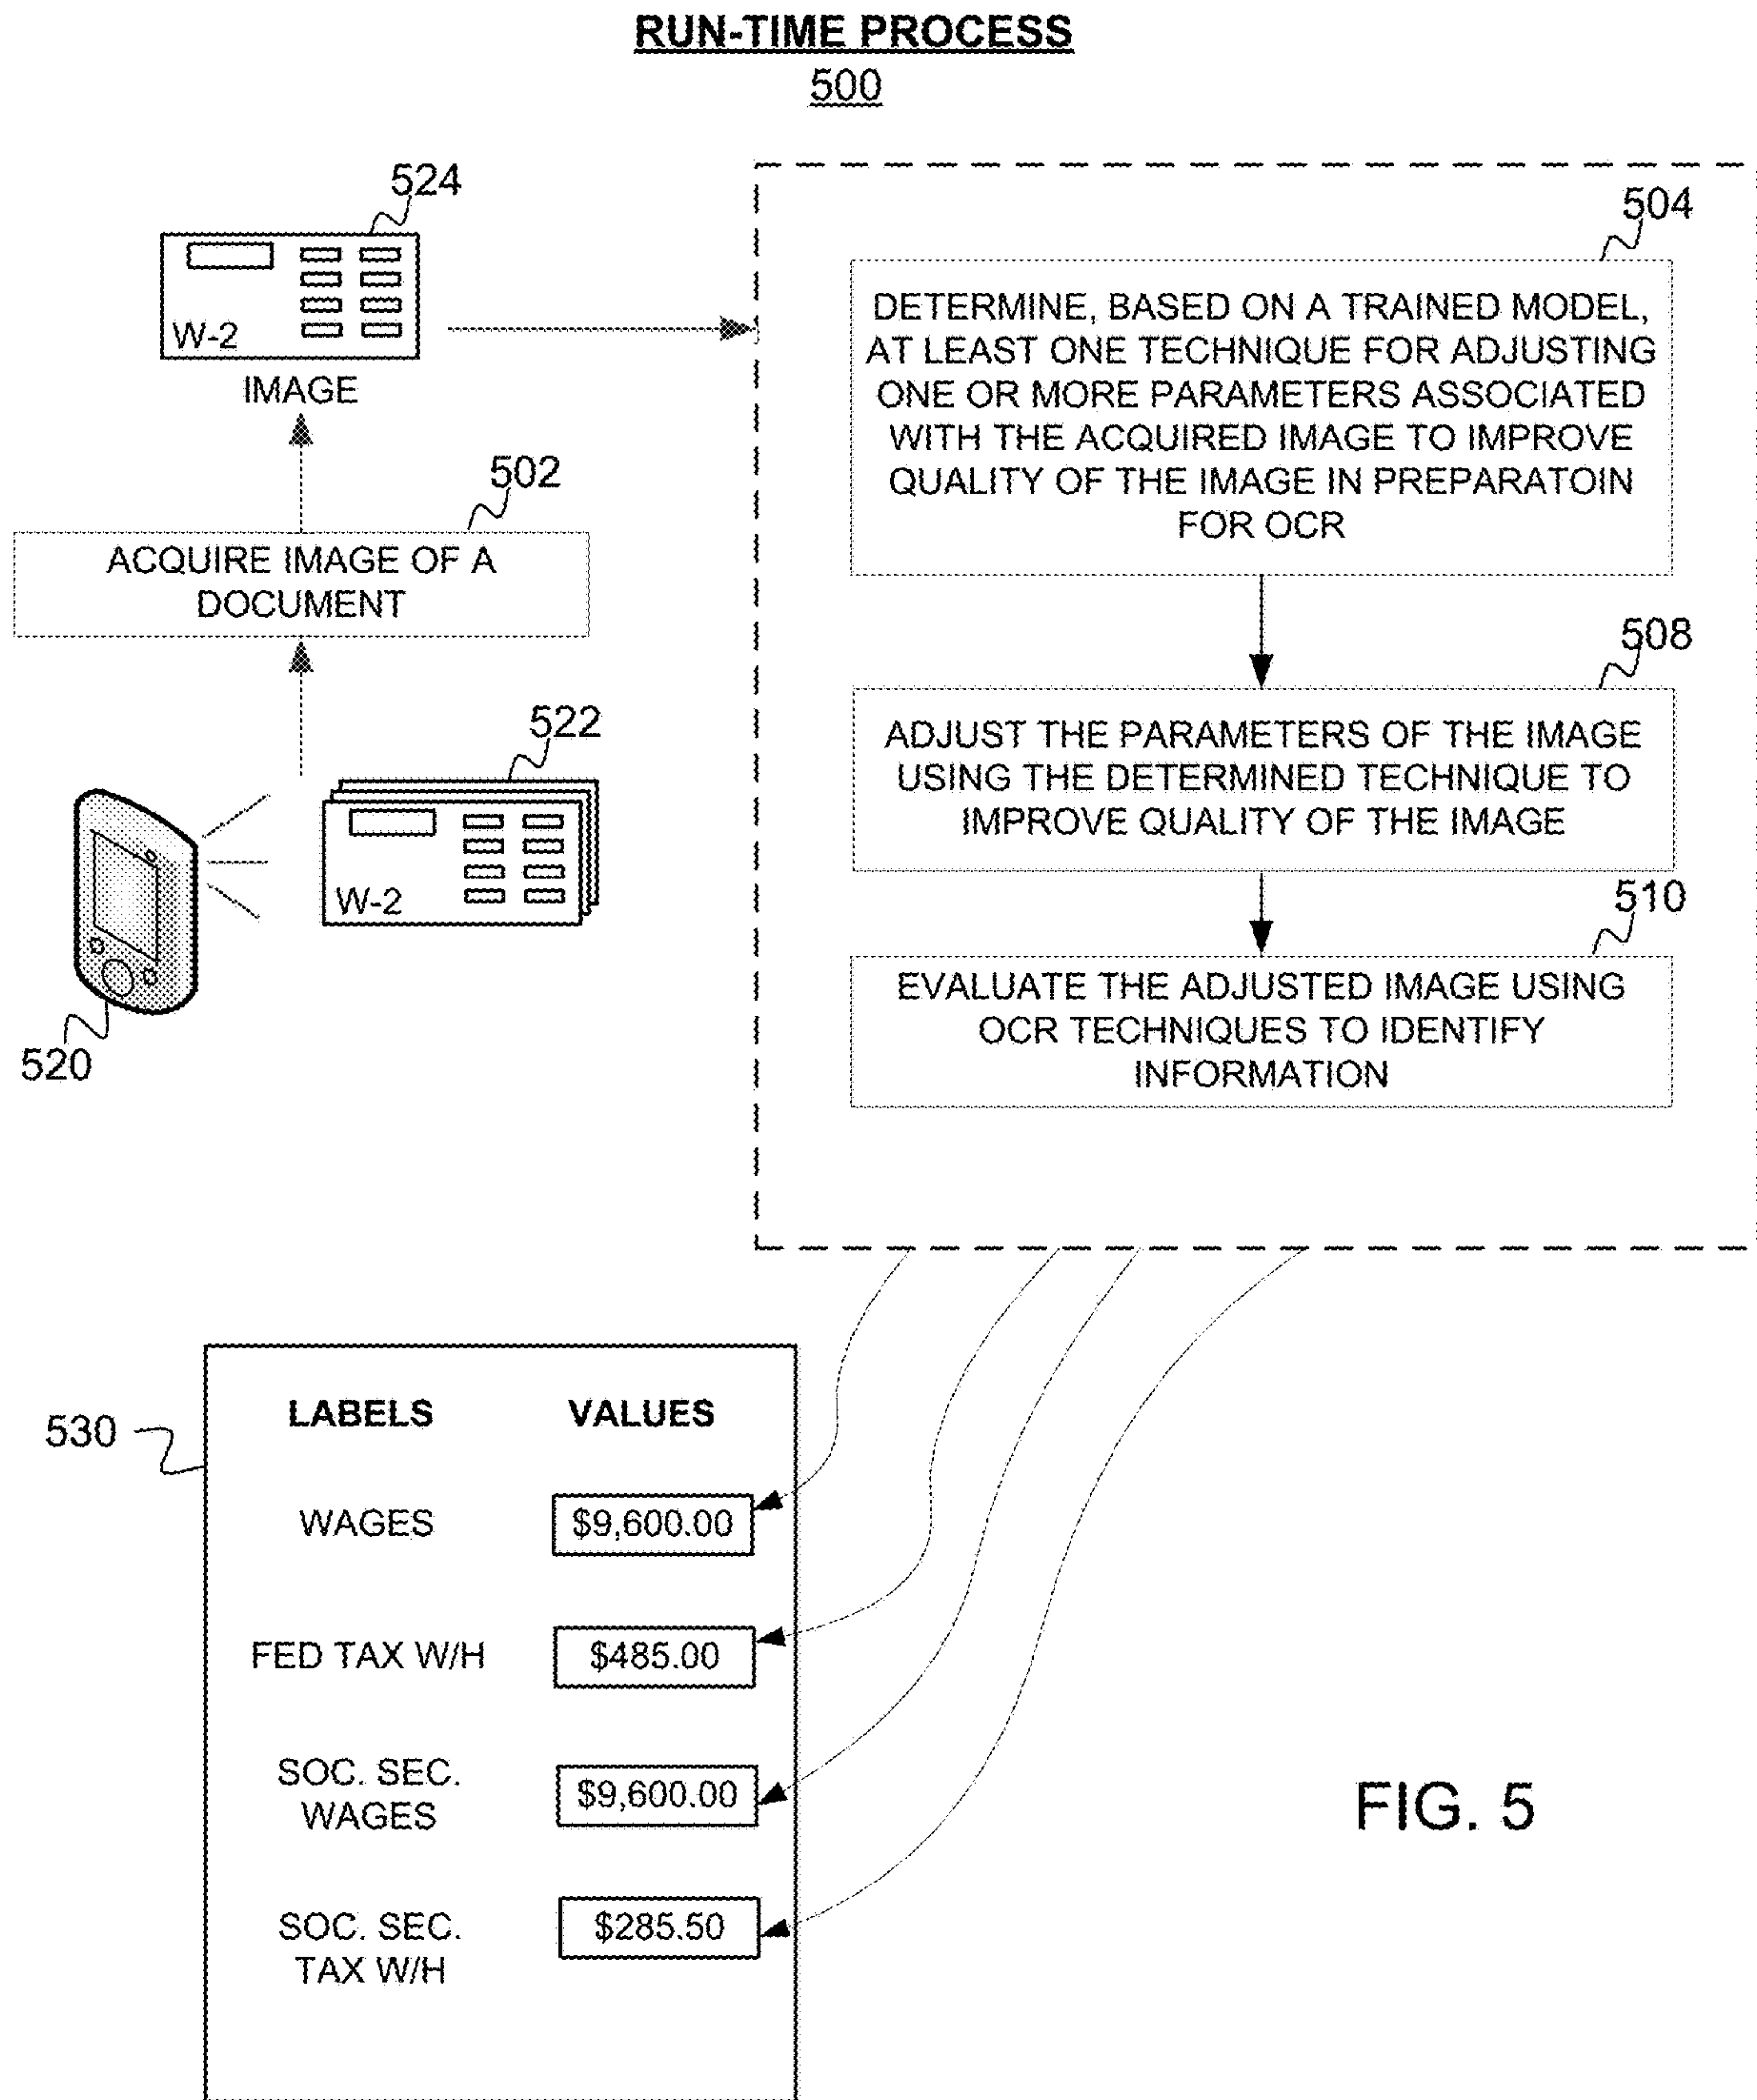 RUN-TIME PROCESS
500
524
W-2
IMAGE
502
ACQUIRE IMAGE OF A
DOCUMENT
522
W-2
520
504
DETERMINE, BASED ON A TRAINED MODEL,
AT LEAST ONE TECHNIQUE FOR ADJUSTING
ONE OR MORE PARAMETERS ASSOCIATED
WITH THE ACQUIRED IMAGE TO IMPROVE
QUALITY OF THE IMAGE IN PREPARATOIN
FOR OCR
508
ADJUST THE PARAMETERS OF THE IMAGE
USING THE DETERMINED TECHNIQUE TO
IMPROVE QUALITY OF THE IMAGE
510
EVALUATE THE ADJUSTED IMAGE USING
OCR TECHNIQUES TO IDENTIFY
INFORMATION
530
LABELS VALUES
WAGES $9,600.00
FED TAX W/H $485.00
SOC. SEC.
WAGES $9,600.00
SOC. SEC.
TAX W/H $285.50
FIG. 5